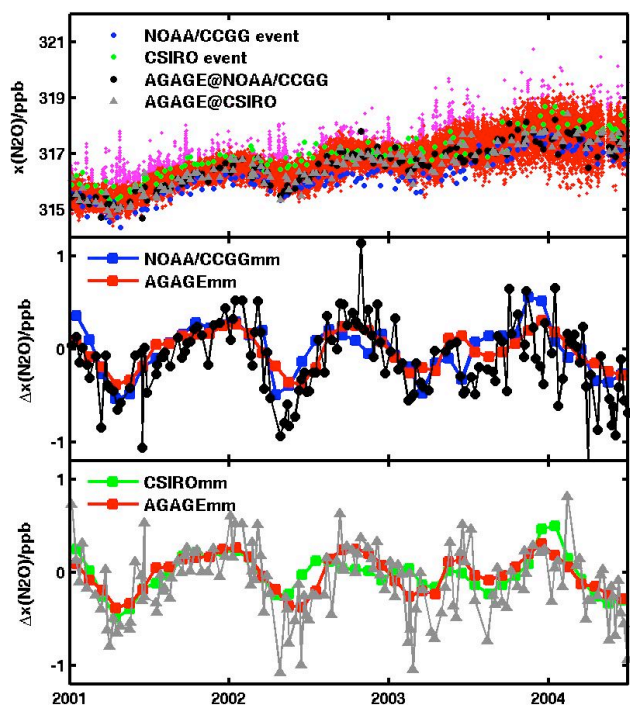 321
319
317
315
x(N2O)/ppb
NOAA/CCGG event
CSIRO event
AGAGE@NOAA/CCGG
AGAGE@CSIRO
1
0
-1
Δx(N2O)/ppb
NOAA/CCGGmm
AGAGEmm
1
0
-1
Δx(N2O)/ppb
CSIROmm
AGAGEmm
2001 2002 2003 2004